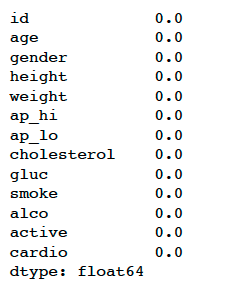 id 0.0
age 0.0
gender 0.0
height 0.0
weight 0.0
ap_hi 0.0
ap_lo 0.0
cholesterol 0.0
gluc 0.0
smoke 0.0
alco 0.0
active 0.0
cardio 0.0
dtype: float64